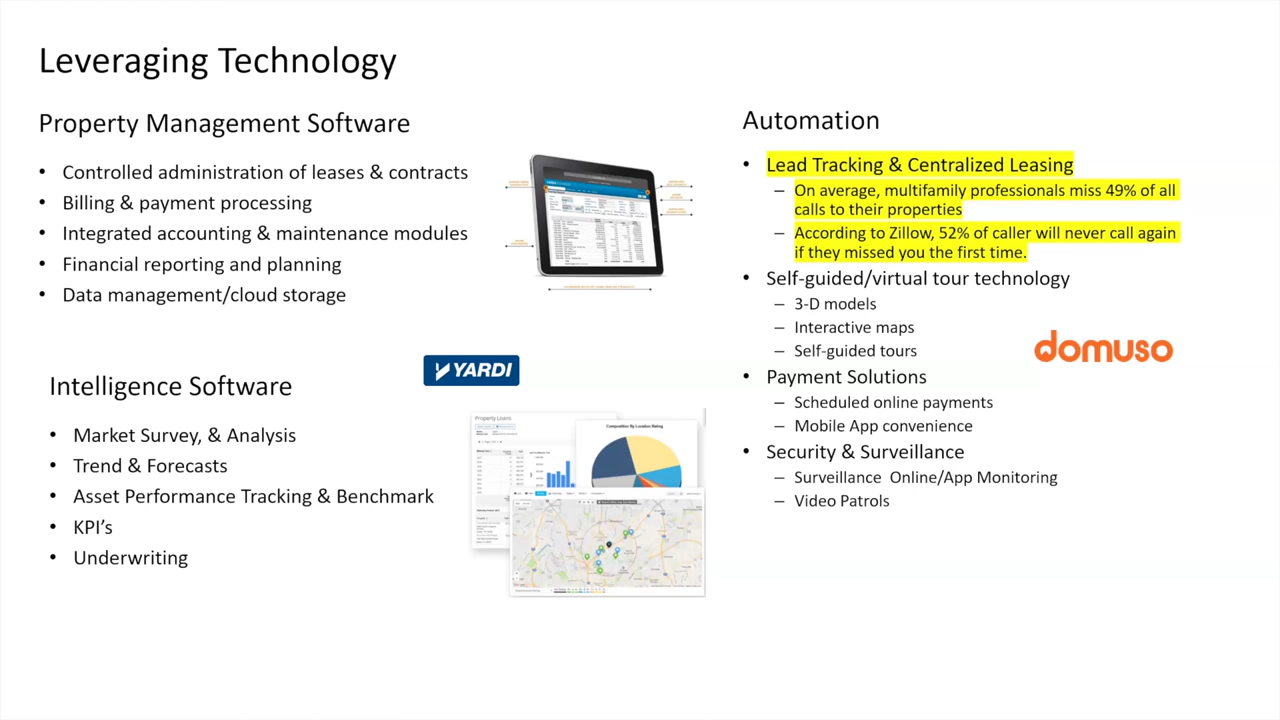 Leveraging Technology
Property Management Software
• Controlled administration of leases & contracts
• Billing & payment processing
• Integrated accounting & maintenance modules
• Financial reporting and planning
• Data management/cloud storage
YARDI
Intelligence Software
• Market Survey, & Analysis
• Trend & Forecasts
• Asset Performance Tracking & Benchmark
• KPI’s
• Underwriting
Property Loans
Composition By Location Rating
Automation
• Lead Tracking & Centralized Leasing
– On average, multifamily professionals miss 49% of all
calls to their properties
– According to Zillow, 52% of caller will never call again
if they missed you the first time.
• Self-guided/virtual tour technology
– 3-D models
– Interactive maps
– Self-guided tours
domuso
• Payment Solutions
– Scheduled online payments
– Mobile App convenience
• Security & Surveillance
– Surveillance  Online/App Monitoring
– Video Patrols